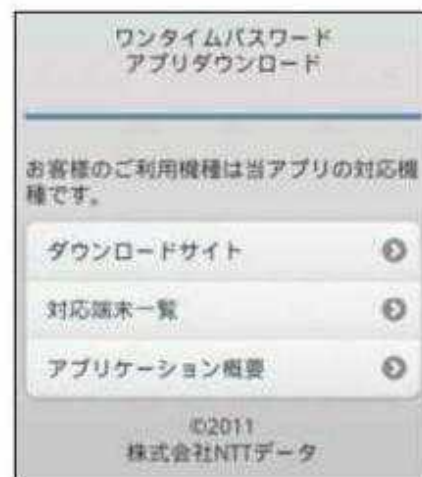 ワンタイムパスワード
アプリダウンロード
お客様のご利用機種は当アプリの対応機
種です。
ダウンロードサイト
対応端末一覧
アプリケーション概要
©2011
株式会社NTTデータ